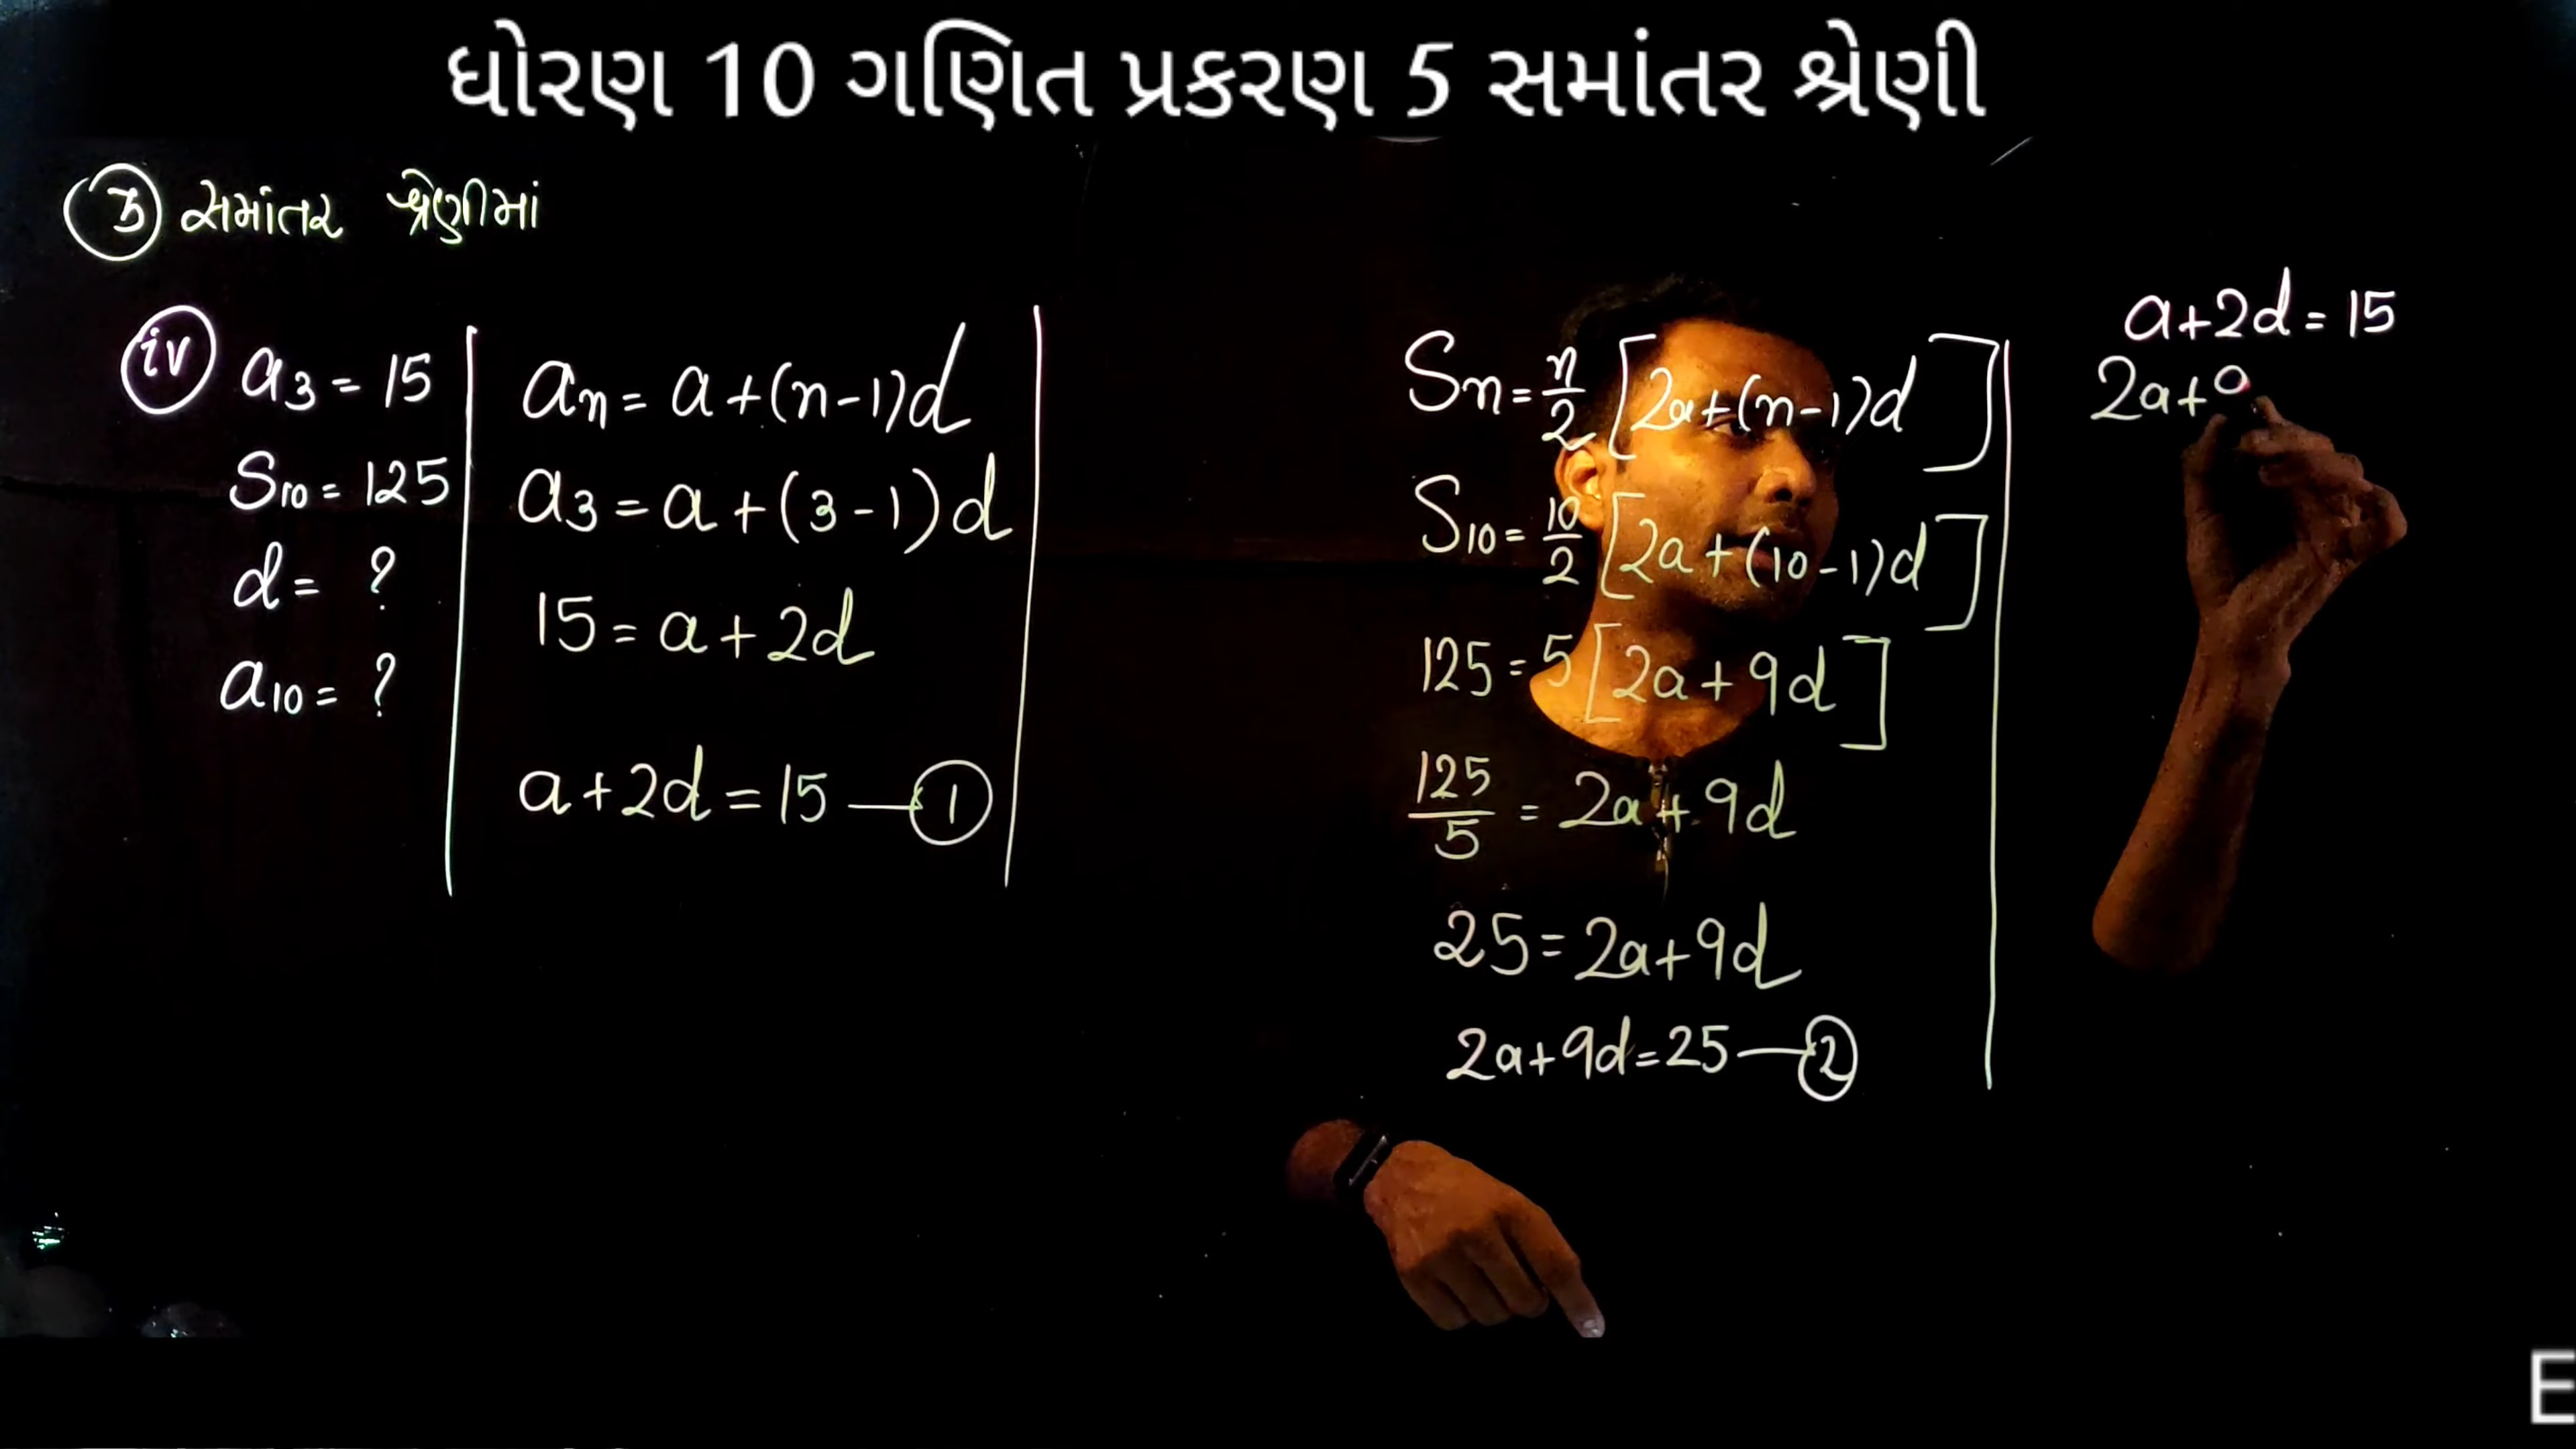 ધોરણ 10 ગણિત પ્રકરણ 5 સમાંતર શ્રેણી
૩ સમાંતર શ્રેણીમાં
iv a3 = 15
S10 = 125
d = ?
a10 = ?
an = a + (n-1)d
a3 = a + (3-1)d
15 = a + 2d
a + 2d = 15 — 1
Sn = n/2 [2a + (n-1)d]
S10 = 10/2 [2a + (10-1)d]
125 = 5 [2a + 9d]
125/5 = 2a + 9d
25 = 2a + 9d
2a + 9d = 25 — 2
a + 2d = 15
2a +
E